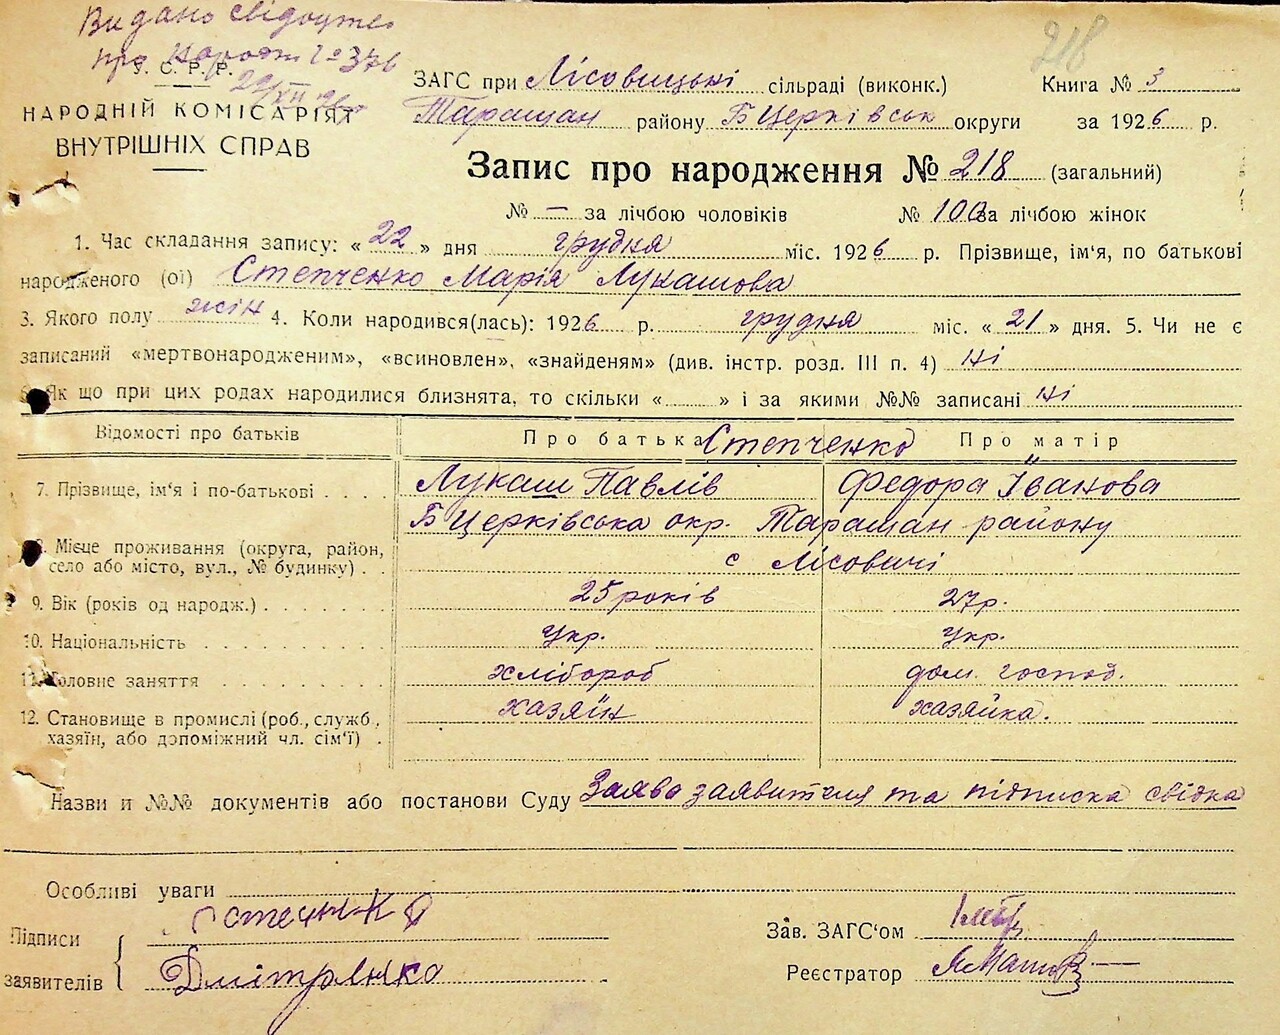 Видано свідоцтво
про народж. № 376
22/XII 26 р.
218
У. С. Р. Р.
НАРОДНІЙ КОМІСАРІЯТ
ВНУТРІШНІХ СПРАВ
ЗАГС при Лісовицькі сільраді (виконк.) Книга № 3
Таращан району Б Церківськ округи за 1926 р.
Запис про народження № 218 (загальний)
№ — за лічбою чоловіків № 100 за лічбою жінок
1. Час складання запису: « 22 » дня грудня міс. 1926 р. Прізвище, ім‘я, по батькові
народженого (ої) Степченко Марія Лукашова
3. Якого полу жін 4. Коли народився(лась): 1926 р. грудня міс. « 21 » дня. 5. Чи не є
записаний «мертвонародженим», «всиновлен», «знайденям» (див. інстр. розд. III п. 4) ні
Як що при цих родах народилися близнята, то скільки « » і за якими №№ записані ні
Відомості про батьків Про батька Степченко Про матір
7. Прізвище, ім‘я і по-батькові Лукаш Павлів Федора Іванова
Б Церківська окр. Таращан району
8. Місце проживання (округа, район,
село або місто, вул., № будинку) с Лісовичі
9. Вік (років од народж.) 25 років 27 р.
10. Національність Укр. Укр.
11. Головне заняття хлібороб дом. господ.
12. Становище в промислі (роб., служб., хазяїн хазяйка.
хазяїн, або допоміжний чл. сім‘ї)
Назви и №№ документів або постанови Суду Заява заявителя та підписка свідка
Особливі уваги
Підписи
заявителів Дмітрэнко
Зав. ЗАГС‘ом
Реєстратор